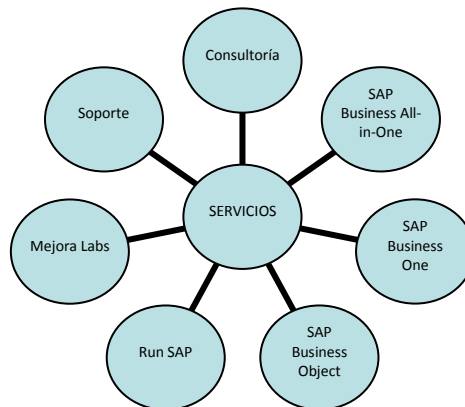 Consultoría
SAP
Business All-
in-One
Soporte
SERVICIOS
SAP
Business
One
Mejora Labs
Run SAP
SAP
Business
Object